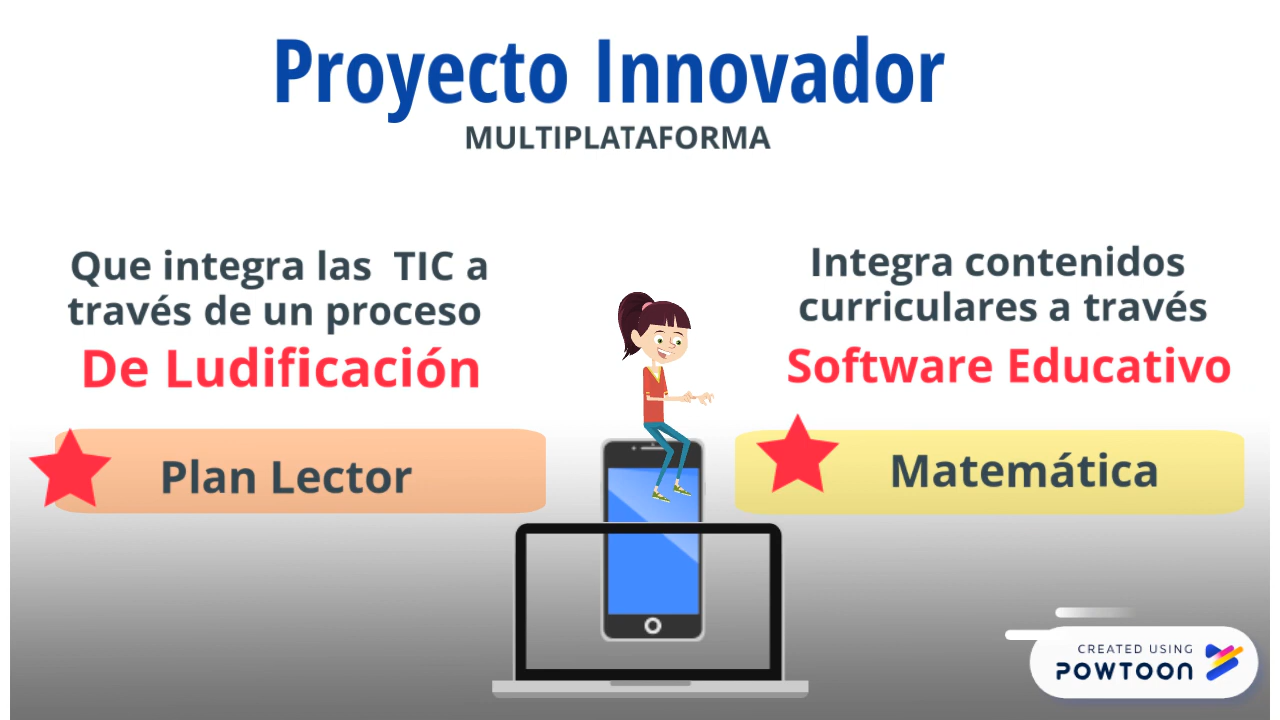 Proyecto Innovador
MULTIPLATAFORMA
Que integra las TIC a
través de un proceso
De Ludificación
Plan Lector
Integra contenidos
curriculares a través
Software Educativo
Matemática
CREATED USING
POWTOON